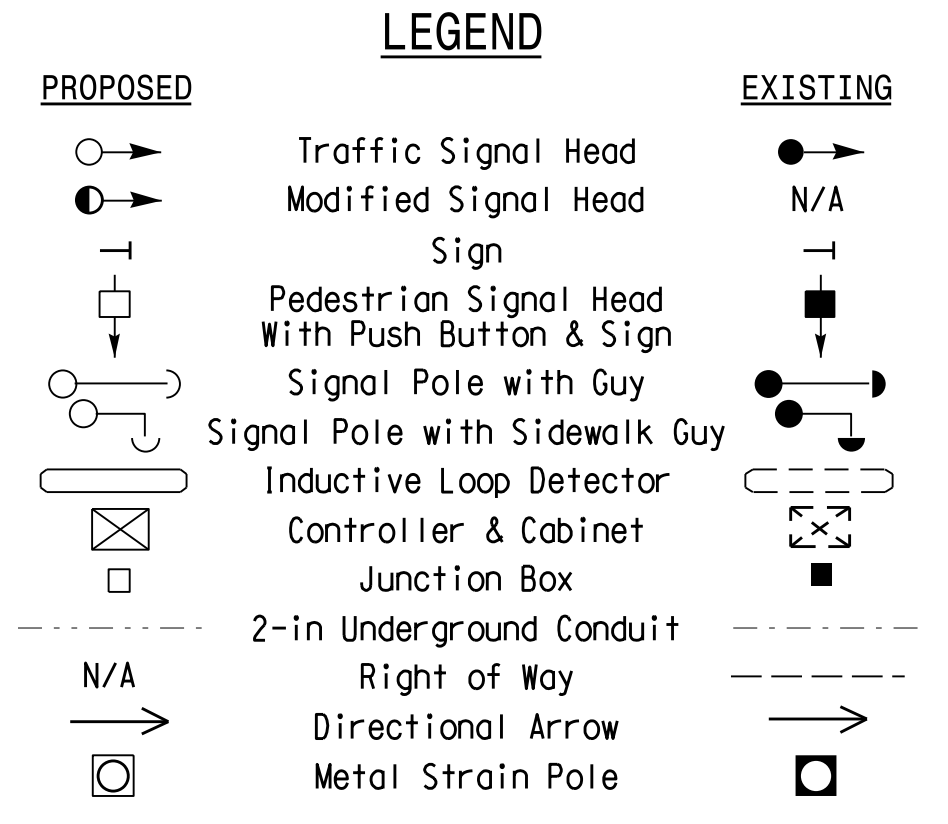 LEGEND
PROPOSED EXISTING
Traffic Signal Head
Modified Signal Head N/A
Sign
Pedestrian Signal Head
With Push Button & Sign
Signal Pole with Guy
Signal Pole with Sidewalk Guy
Inductive Loop Detector
Controller & Cabinet
Junction Box
2-in Underground Conduit
N/A Right of Way
Directional Arrow
Metal Strain Pole